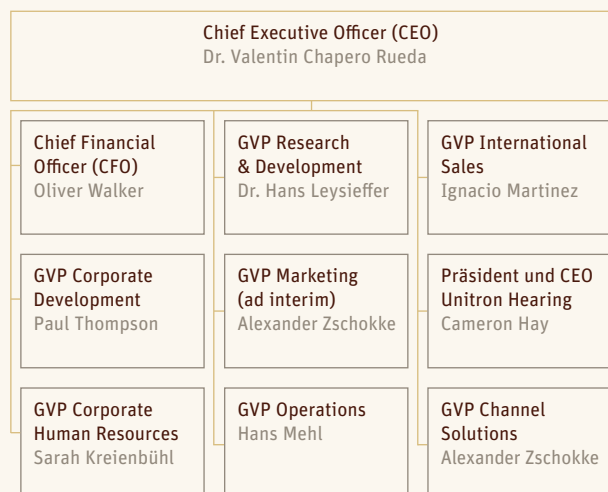 Chief Executive Officer (CEO)
Dr. Valentin Chapero Rueda
Chief Financial
Officer (CFO)
Oliver Walker
GVP Research
& Development
Dr. Hans Leysieffer
GVP International
Sales
Ignacio Martinez
GVP Corporate
Development
Paul Thompson
GVP Marketing
(ad interim)
Alexander Zschokke
Präsident und CEO
Unitron Hearing
Cameron Hay
GVP Corporate
Human Resources
Sarah Kreienbühl
GVP Operations
Hans Mehl
GVP Channel
Solutions
Alexander Zschokke